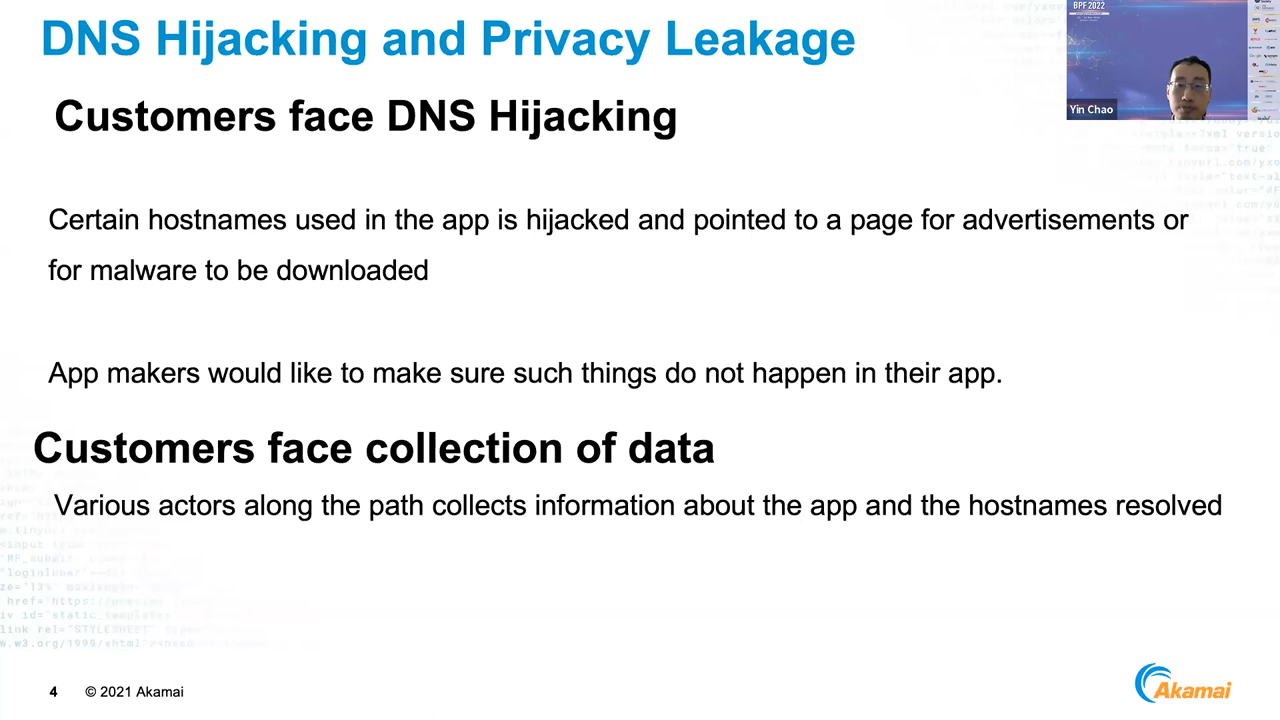 DNS Hijacking and Privacy Leakage
BPF 2022
Yin Chao
Customers face DNS Hijacking
Certain hostnames used in the app is hijacked and pointed to a page for advertisements or
for malware to be downloaded
App makers would like to make sure such things do not happen in their app.
Customers face collection of data
Various actors along the path collects information about the app and the hostnames resolved
4 © 2021 Akamai
Akamai